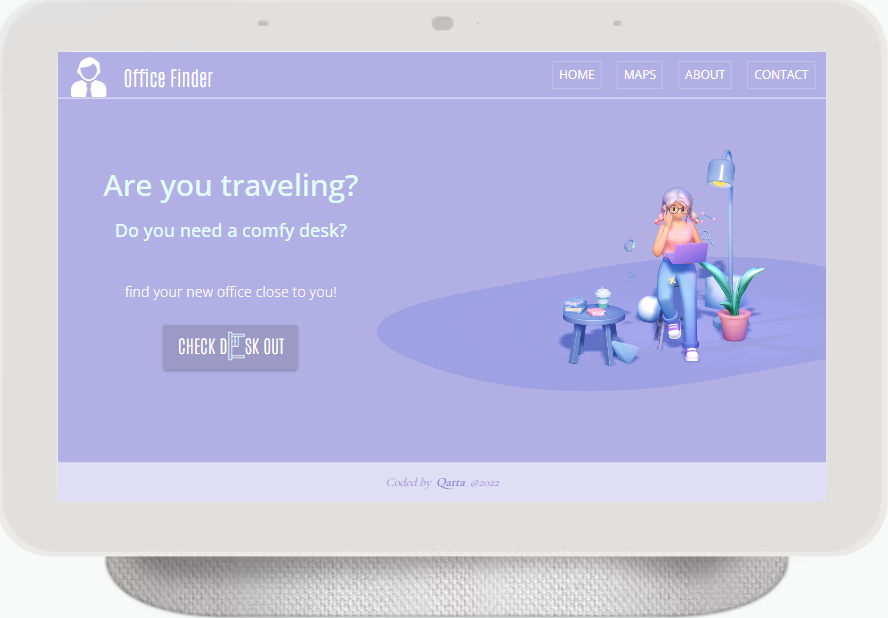 Office Finder
HOME
MAPS
ABOUT
CONTACT
Are you traveling?
Do you need a comfy desk?
find your new office close to you!
CHECK DESK OUT
Coded by Qatta @2022